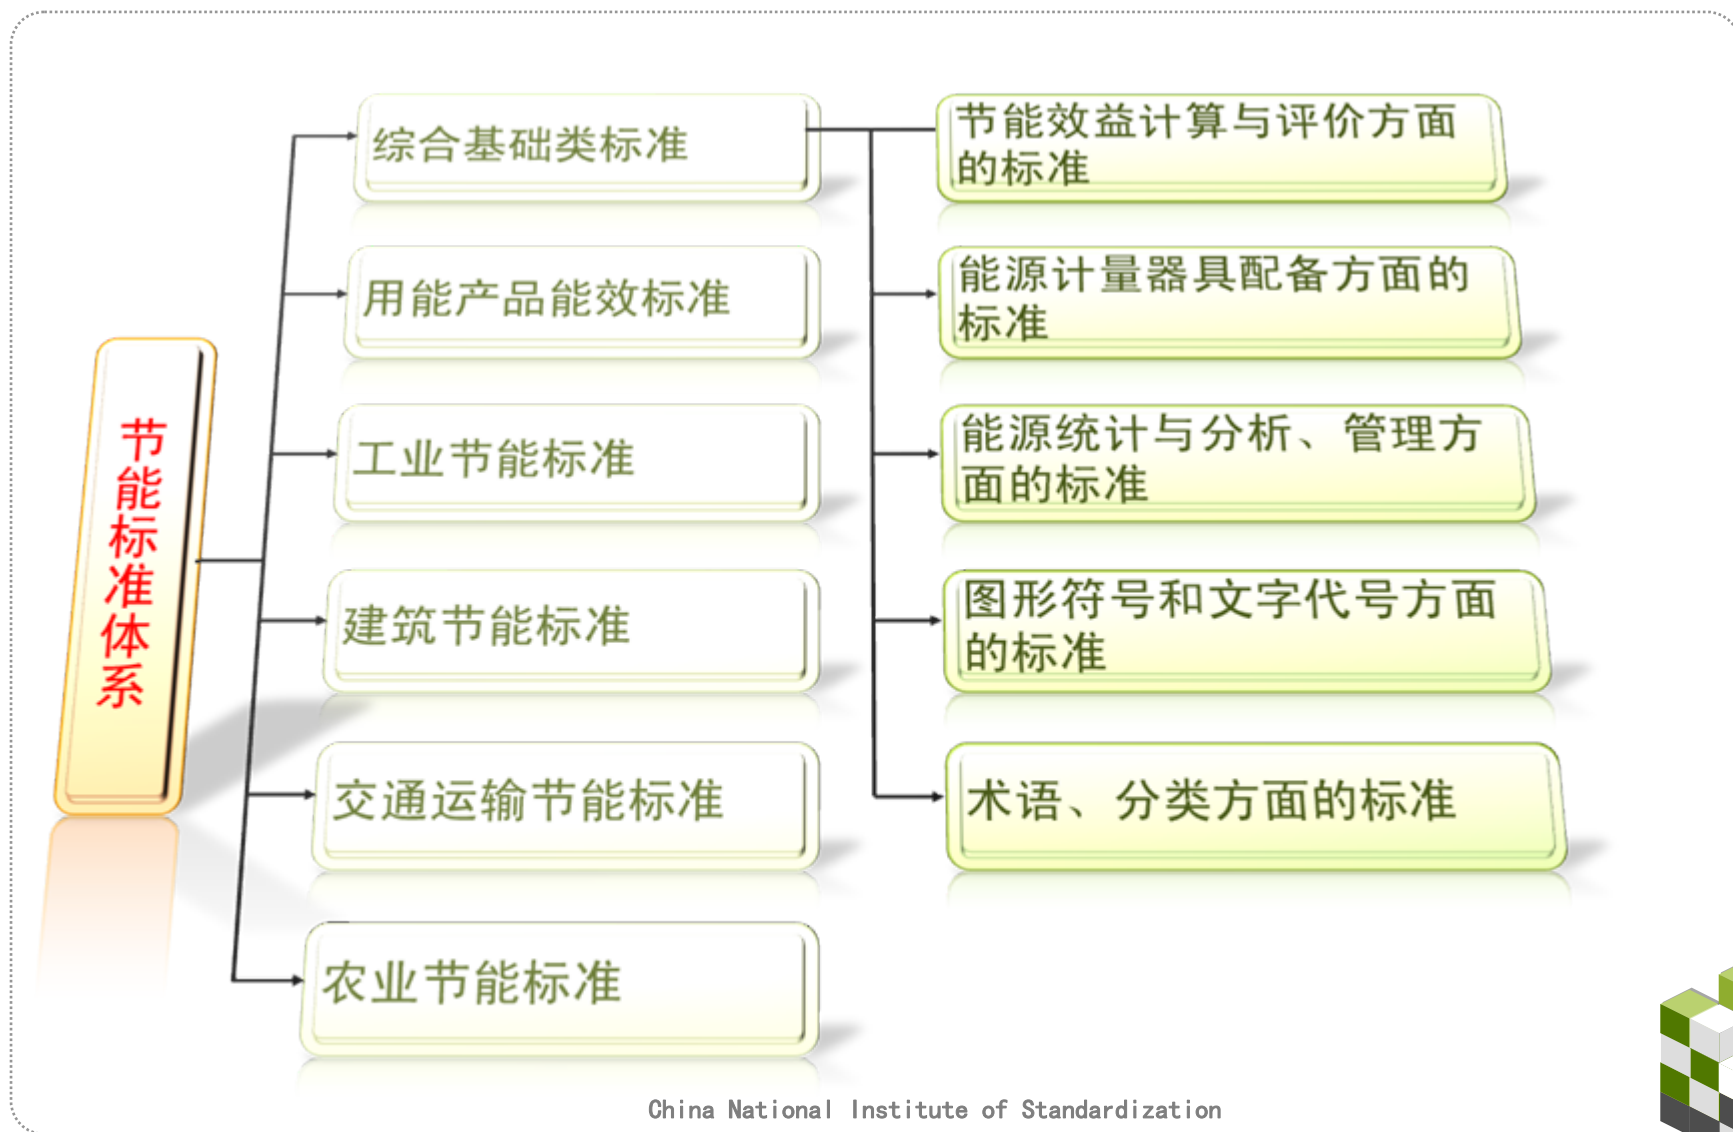 节能标准体系
综合基础类标准
用能产品能效标准
工业节能标准
建筑节能标准
交通运输节能标准
农业节能标准
节能效益计算与评价方面
的标准
能源计量器具配备方面的
标准
能源统计与分析、管理方
面的标准
图形符号和文字代号方面
的标准
术语、分类方面的标准
China National Institute of Standardization